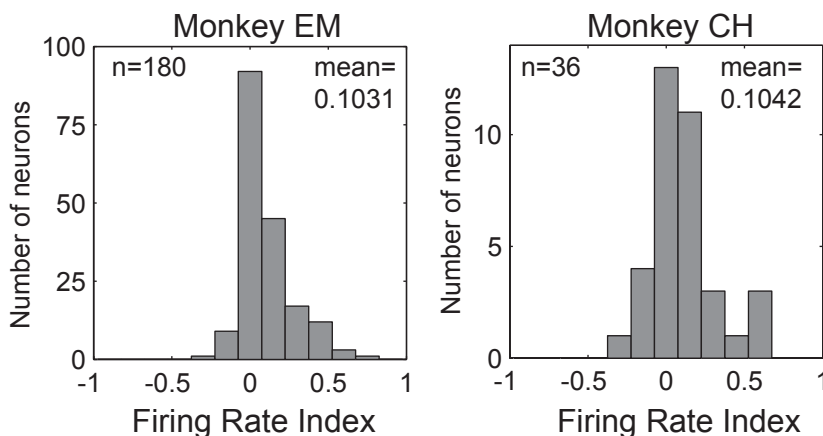 Monkey EM
n=180
mean=
0.1031
Number of neurons
100
75
50
25
0
-1
-0.5
0
0.5
1
Firing Rate Index
Monkey CH
n=36
mean=
0.1042
Number of neurons
10
5
0
-1
-0.5
0
0.5
1
Firing Rate Index